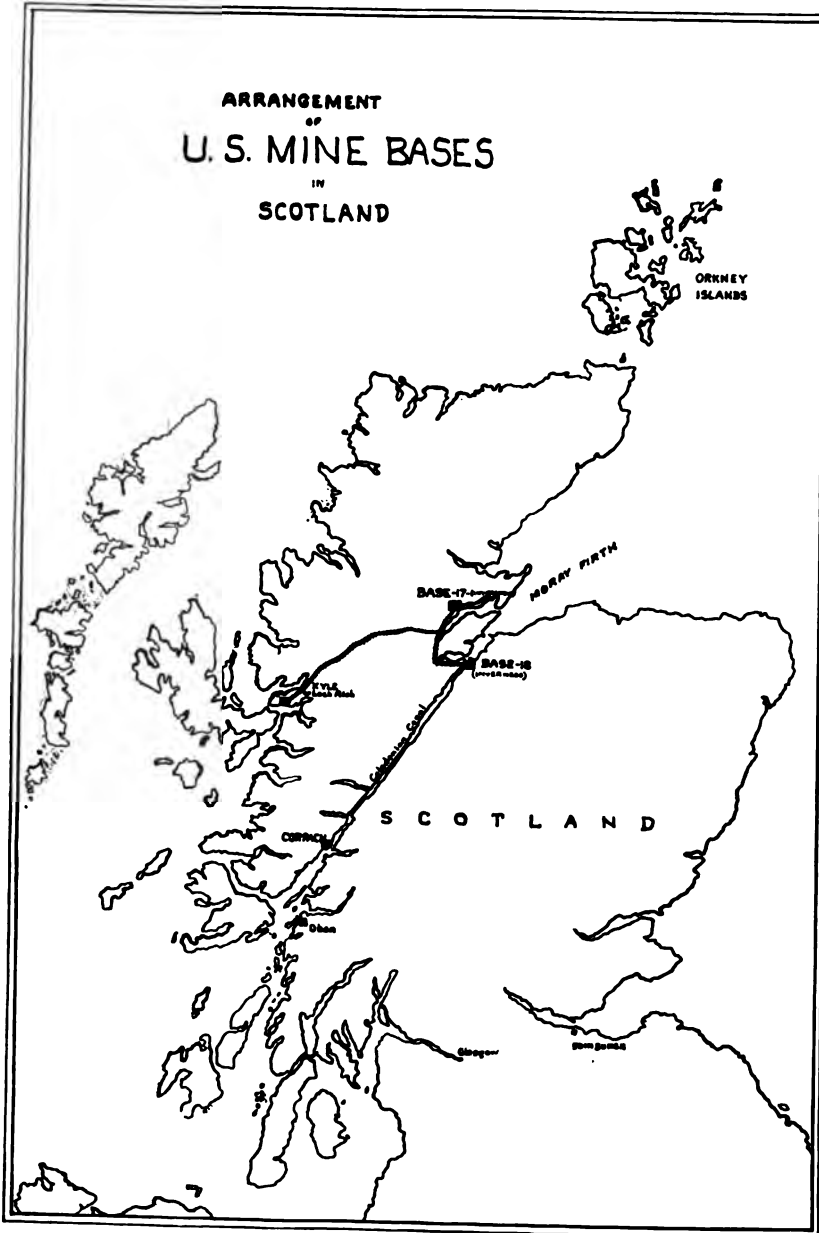 ARRANGEMENT
OF
U. S. MINE BASES
IN
SCOTLAND
ORKNEY
ISLANDS
MORAY FIRTH
BASE-17
BASE-18
(INVERNESS)
KYLE
Caledonian Canal
SCOTLAND
CORPACH
Oban
Glasgow